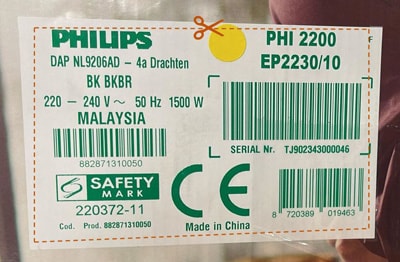 PHILIPS
DAP NL9206AD - 4a Drachten
BK BKBR
220 - 240 V ~ 50 Hz 1500 W
MALAYSIA
882871310050
SAFETY
MARK
220372-11
Cod. Prod. 882871310050
PHI 2200
F
EP2230/10
SERIAL Nr. TJ902343000046
CE
Made in China
8 720389 019463